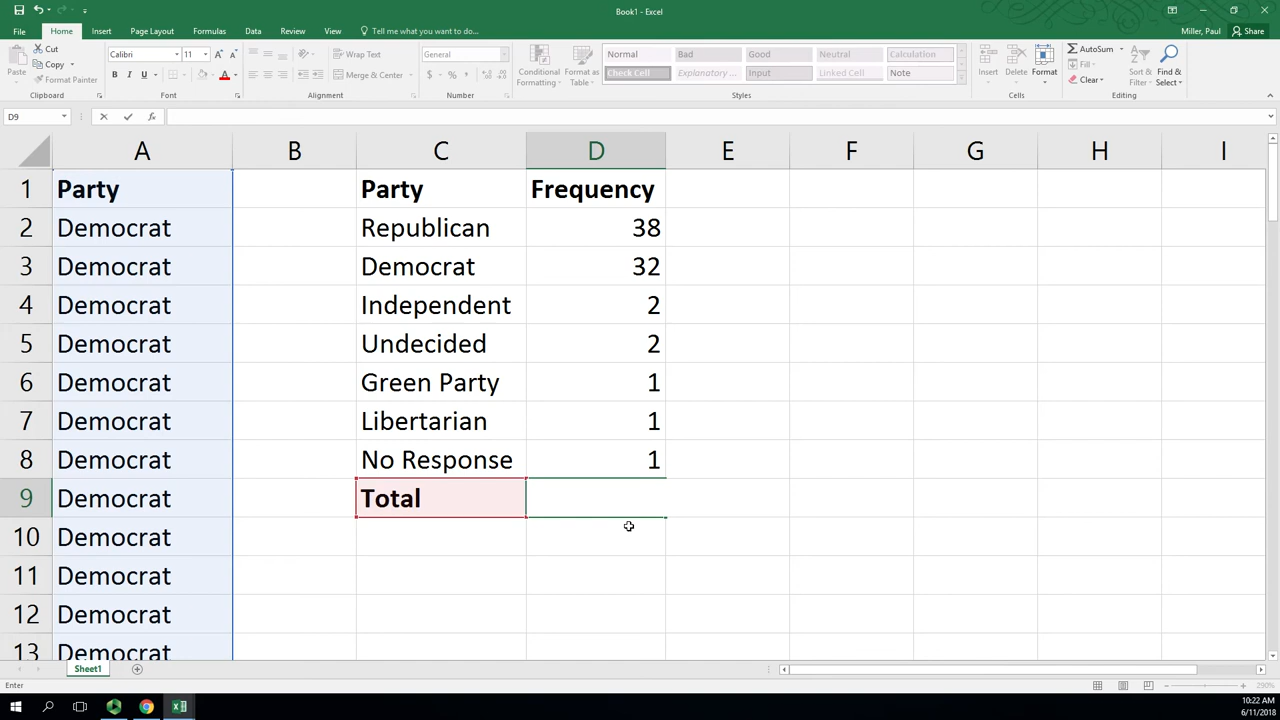 Book1 - Excel
File Home Insert Page Layout Formulas Data Review View Tell me what you want to do... Miller, Paul Share
Paste Cut Copy Format Painter Clipboard
Calibri 11 A A B I U A Font
Wrap Text Merge & Center Alignment
General $ % , Number
Conditional Formatting Format as Table
Normal Bad Good Neutral Calculation
Check Cell Explanatory ... Input Linked Cell Note
Styles
Insert Delete Format Cells
AutoSum Fill Clear Sort & Filter Find & Select Editing
D9 fx
A B C D E F G H I
1 Party Party Frequency
2 Democrat Republican 38
3 Democrat Democrat 32
4 Democrat Independent 2
5 Democrat Undecided 2
6 Democrat Green Party 1
7 Democrat Libertarian 1
8 Democrat No Response 1
9 Democrat Total
10 Democrat
11 Democrat
12 Democrat
13 Democrat
Sheet1
Enter 290%
10:22 AM
6/11/2018